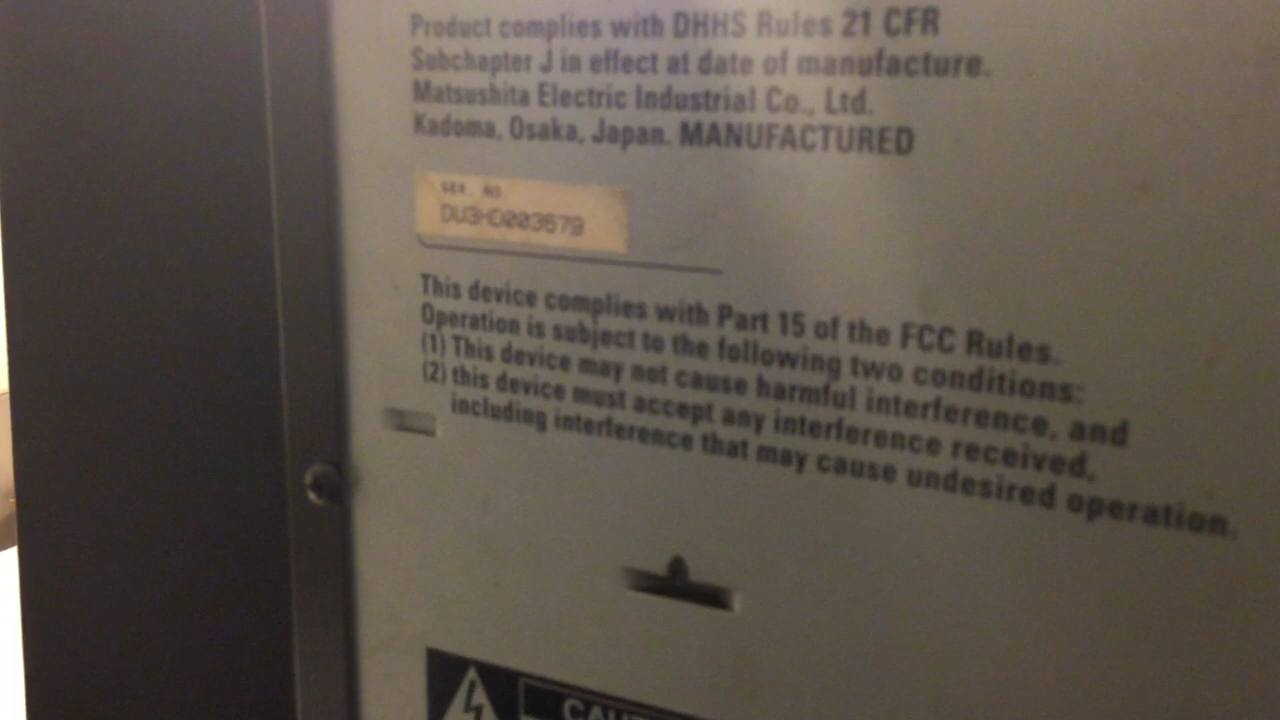 Product complies with DHHS Rules 21 CFR
Subchapter J in effect at date of manufacture.
Matsushita Electric Industrial Co., Ltd.
Kadoma, Osaka, Japan. MANUFACTURED
SER. NO.
This device complies with Part 15 of the FCC Rules.
Operation is subject to the following two conditions:
(1) This device may not cause harmful interference, and
(2) this device must accept any interference received,
including interference that may cause undesired operation.